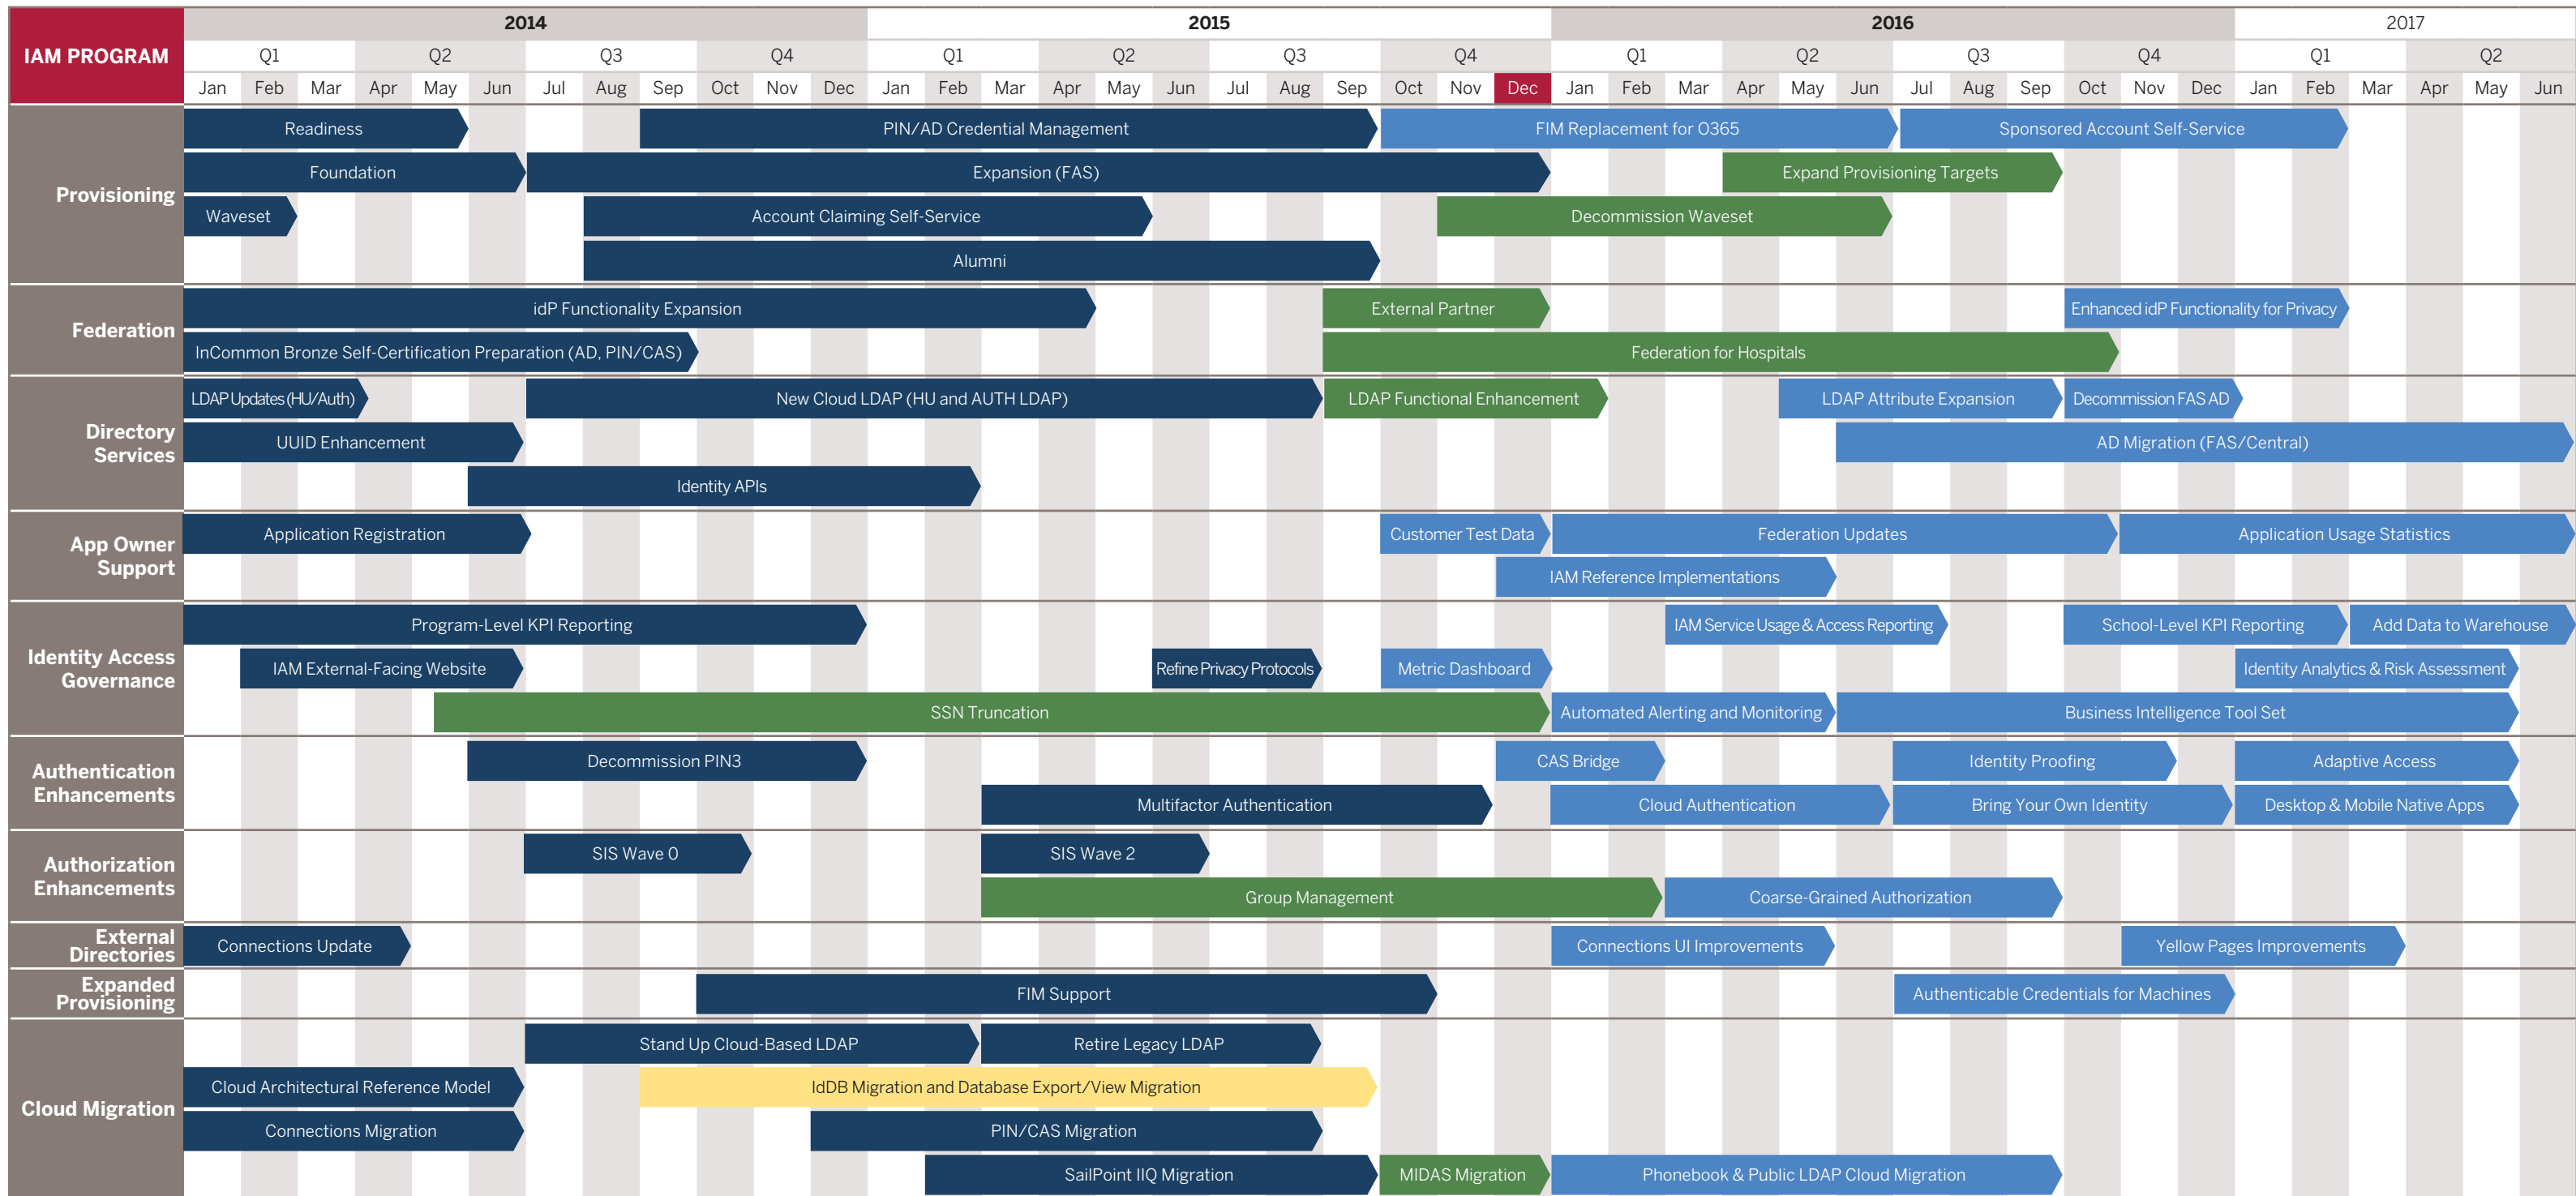 IAM PROGRAM
2014 2015 2016 2017
Q1 Q2 Q3 Q4 Q1 Q2 Q3 Q4 Q1 Q2 Q3 Q4 Q1 Q2
Jan Feb Mar Apr May Jun Jul Aug Sep Oct Nov Dec Jan Feb Mar Apr May Jun Jul Aug Sep Oct Nov Dec Jan Feb Mar Apr May Jun Jul Aug Sep Oct Nov Dec Jan Feb Mar Apr May Jun
Provisioning
Readiness PIN/AD Credential Management FIM Replacement for O365 Sponsored Account Self-Service
Foundation Expansion (FAS) Expand Provisioning Targets
Waveset Account Claiming Self-Service Decommission Waveset
Alumni
Federation
idP Functionality Expansion External Partner Enhanced idP Functionality for Privacy
InCommon Bronze Self-Certification Preparation (AD, PIN/CAS) Federation for Hospitals
Directory
Services
LDAP Updates (HU/Auth) New Cloud LDAP (HU and AUTH LDAP) LDAP Functional Enhancement LDAP Attribute Expansion Decommission FAS AD
UUID Enhancement AD Migration (FAS/Central)
Identity APIs
App Owner
Support
Application Registration Customer Test Data Federation Updates Application Usage Statistics
IAM Reference Implementations
Identity Access
Governance
Program-Level KPI Reporting IAM Service Usage & Access Reporting School-Level KPI Reporting Add Data to Warehouse
IAM External-Facing Website Refine Privacy Protocols Metric Dashboard Identity Analytics & Risk Assessment
SSN Truncation Automated Alerting and Monitoring Business Intelligence Tool Set
Authentication
Enhancements
Decommission PIN3 CAS Bridge Identity Proofing Adaptive Access
Multifactor Authentication Cloud Authentication Bring Your Own Identity Desktop & Mobile Native Apps
Authorization
Enhancements
SIS Wave 0 SIS Wave 2
Group Management Coarse-Grained Authorization
External
Directories
Connections Update Connections UI Improvements Yellow Pages Improvements
Expanded
Provisioning
FIM Support Authenticable Credentials for Machines
Cloud Migration
Stand Up Cloud-Based LDAP Retire Legacy LDAP
Cloud Architectural Reference Model IdDB Migration and Database Export/View Migration
Connections Migration PIN/CAS Migration
SailPoint IIQ Migration MIDAS Migration Phonebook & Public LDAP Cloud Migration